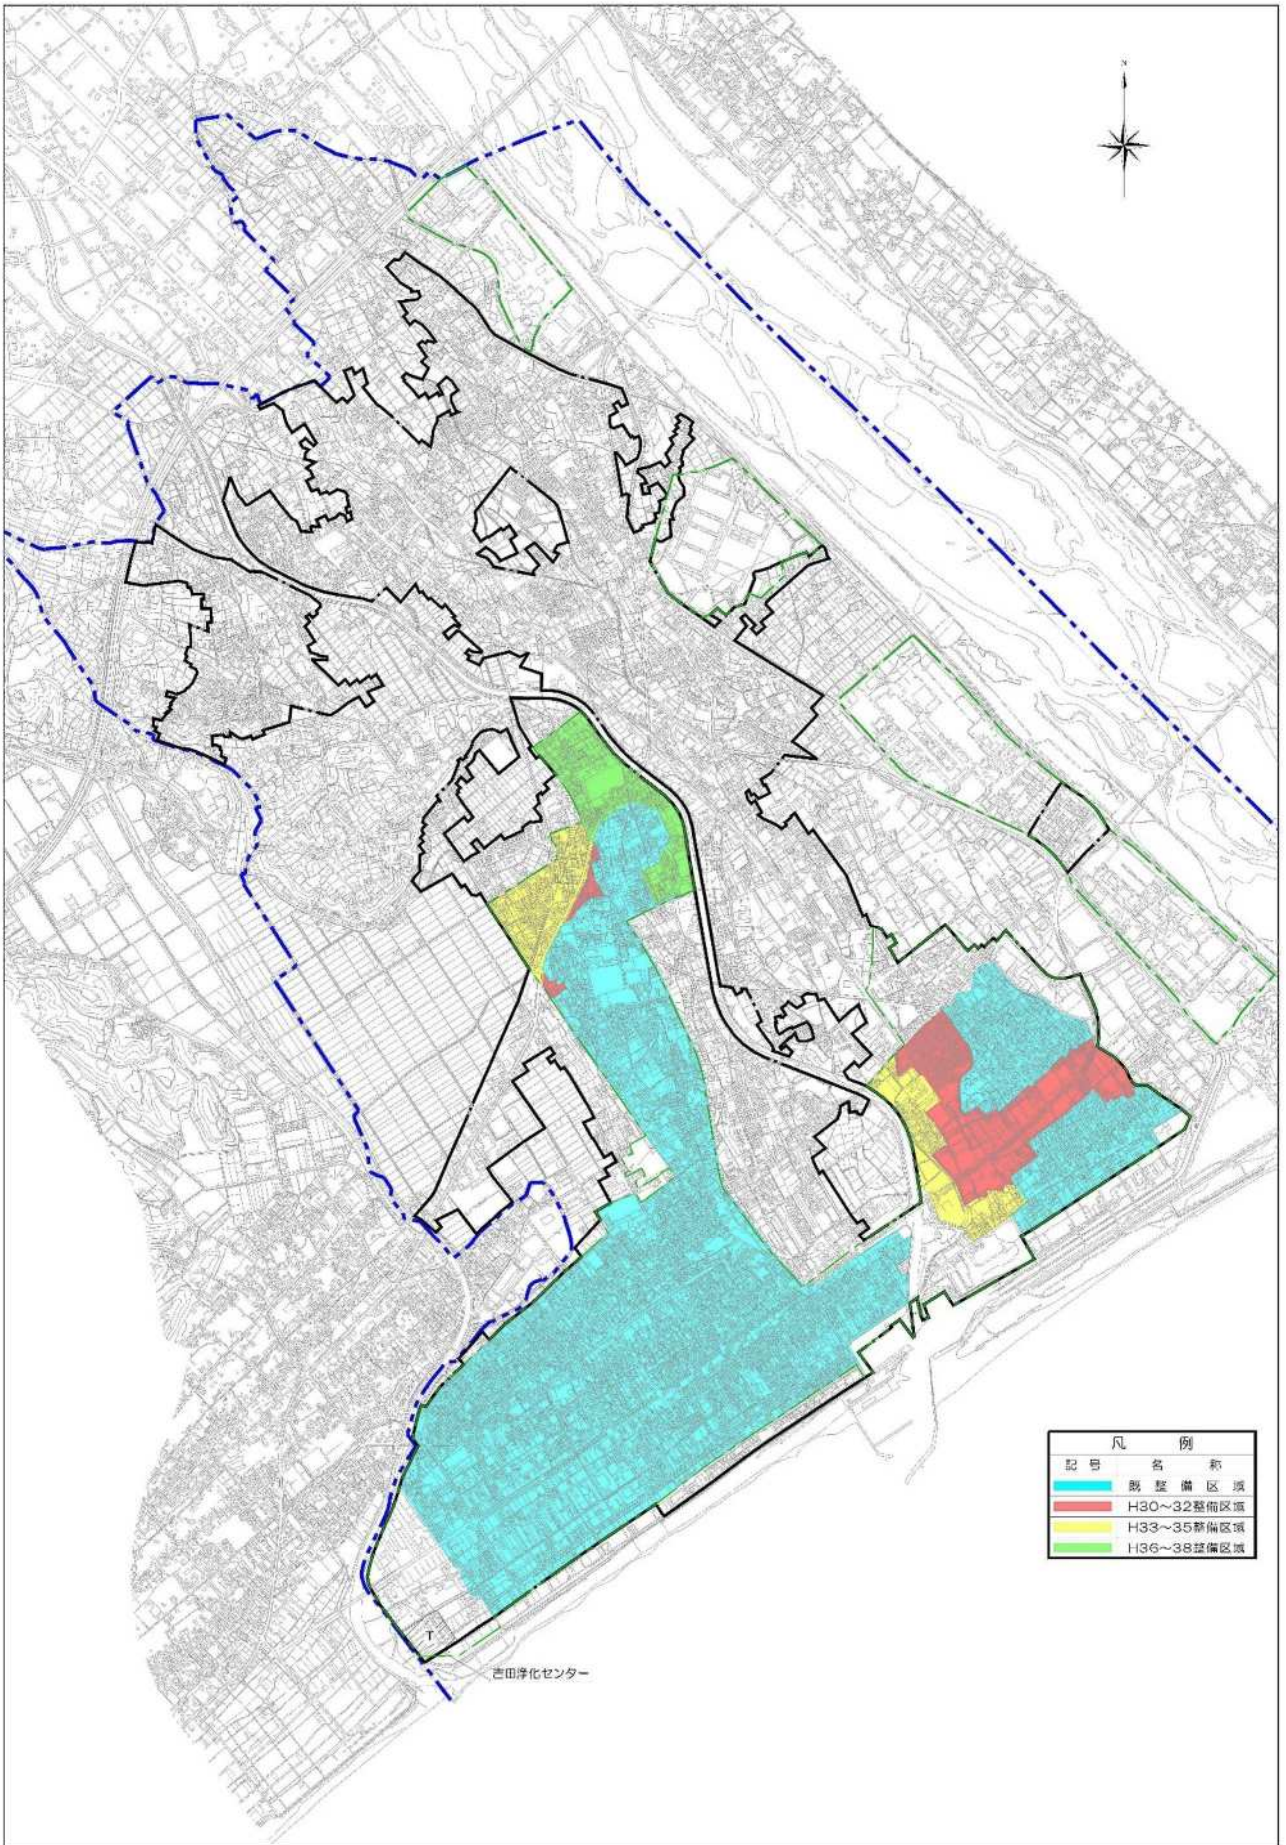 N
凡 例
記号 名 称
既 整 備 区 域
H30～32整備区域
H33～35整備区域
H36～38整備区域
T
吉田浄化センター